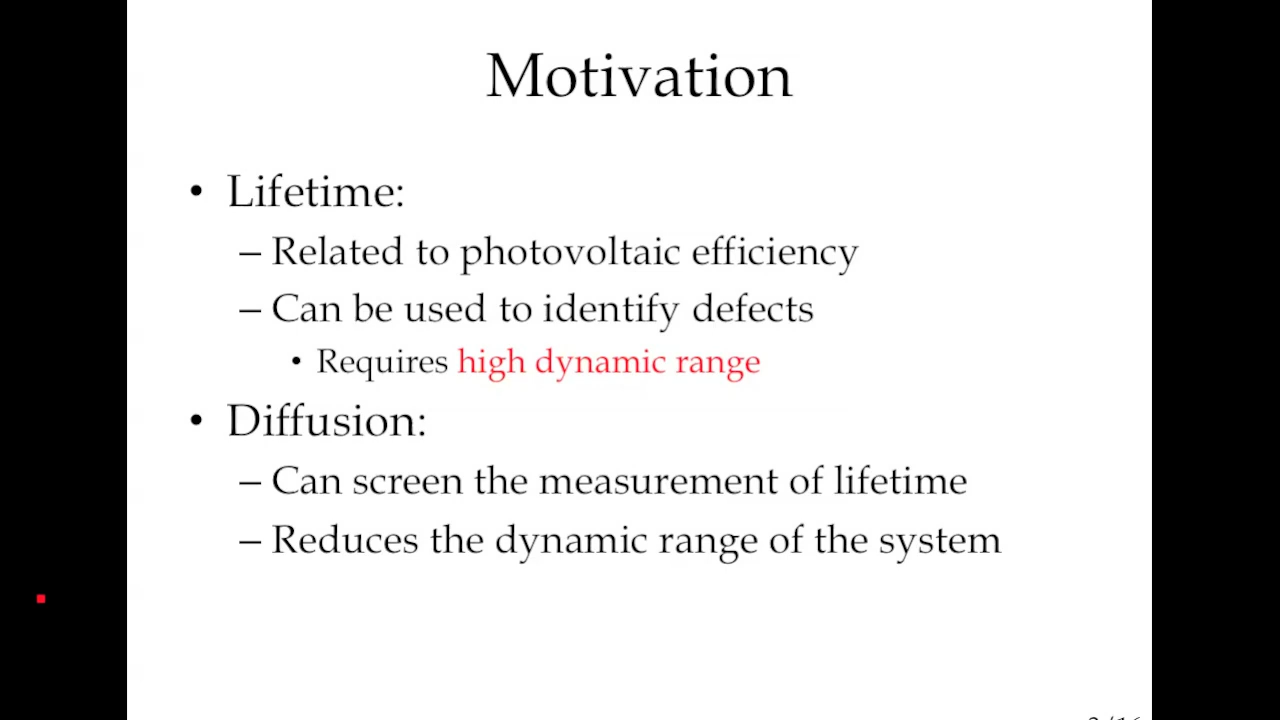 Motivation
• Lifetime:
– Related to photovoltaic efficiency
– Can be used to identify defects
• Requires high dynamic range
• Diffusion:
– Can screen the measurement of lifetime
– Reduces the dynamic range of the system